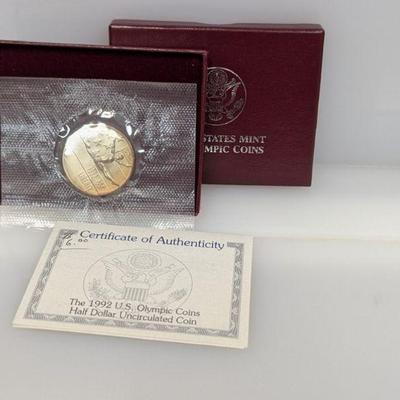 STATES MINT
YMPIC COINS
6.00
Certificate of Authenticity
The 1992 U.S. Olympic Coins
Half Dollar Uncirculated Coin